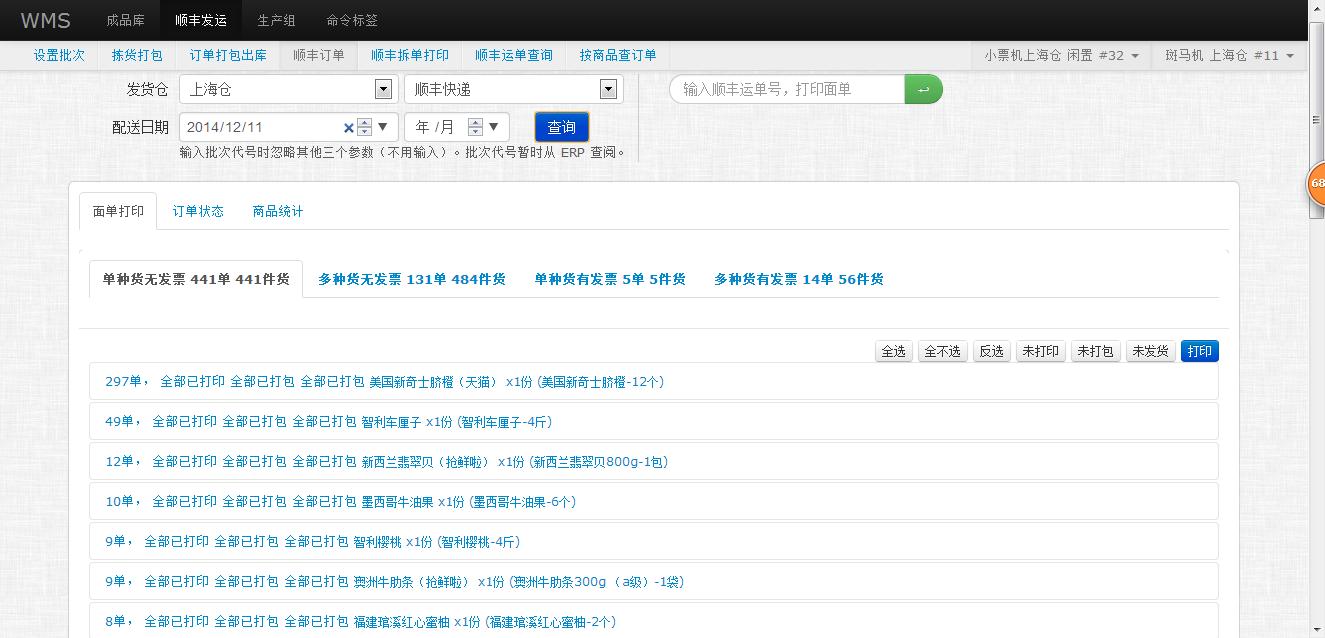 WMS 成品库 顺丰发运 生产组 命令标签
设置批次 拣货打包 订单打包出库 顺丰订单 顺丰拆单打印 顺丰运单查询 按商品查订单 小票机上海仓 闲置 #32 斑马机 上海仓 #11
发货仓 上海仓 顺丰快递 输入顺丰运单号，打印面单
配送日期 2014/12/11 年 /月 查询
输入批次代号时忽略其他三个参数（不用输入）。批次代号暂时从 ERP 查阅。
68
面单打印 订单状态 商品统计
单种货无发票 441单 441件货 多种货无发票 131单 484件货 单种货有发票 5单 5件货 多种货有发票 14单 56件货
全选 全不选 反选 未打印 未打包 未发货 打印
297单， 全部已打印 全部已打包 全部已打包 美国新奇士脐橙（天猫） x1份 (美国新奇士脐橙-12个)
49单， 全部已打印 全部已打包 全部已打包 智利车厘子 x1份 (智利车厘子-4斤)
12单， 全部已打印 全部已打包 全部已打包 新西兰翡翠贝（抢鲜啦） x1份 (新西兰翡翠贝800g-1包)
10单， 全部已打印 全部已打包 全部已打包 墨西哥牛油果 x1份 (墨西哥牛油果-6个)
9单， 全部已打印 全部已打包 全部已打包 智利樱桃 x1份 (智利樱桃-4斤)
9单， 全部已打印 全部已打包 全部已打包 澳洲牛肋条（抢鲜啦） x1份 (澳洲牛肋条300g （a级）-1袋)
8单， 全部已打印 全部已打包 全部已打包 福建琯溪红心蜜柚 x1份 (福建琯溪红心蜜柚-2个)